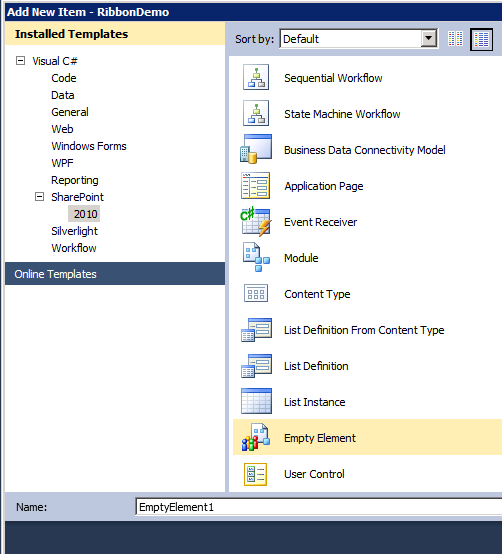 Add New Item - RibbonDemo
Installed Templates
Visual C#
Code
Data
General
Web
Windows Forms
WPF
Reporting
SharePoint
2010
Silverlight
Workflow
Online Templates
Sort by: Default
Sequential Workflow
State Machine Workflow
Business Data Connectivity Model
Application Page
C# Event Receiver
Module
Content Type
List Definition From Content Type
List Definition
List Instance
Empty Element
User Control
Name: EmptyElement1